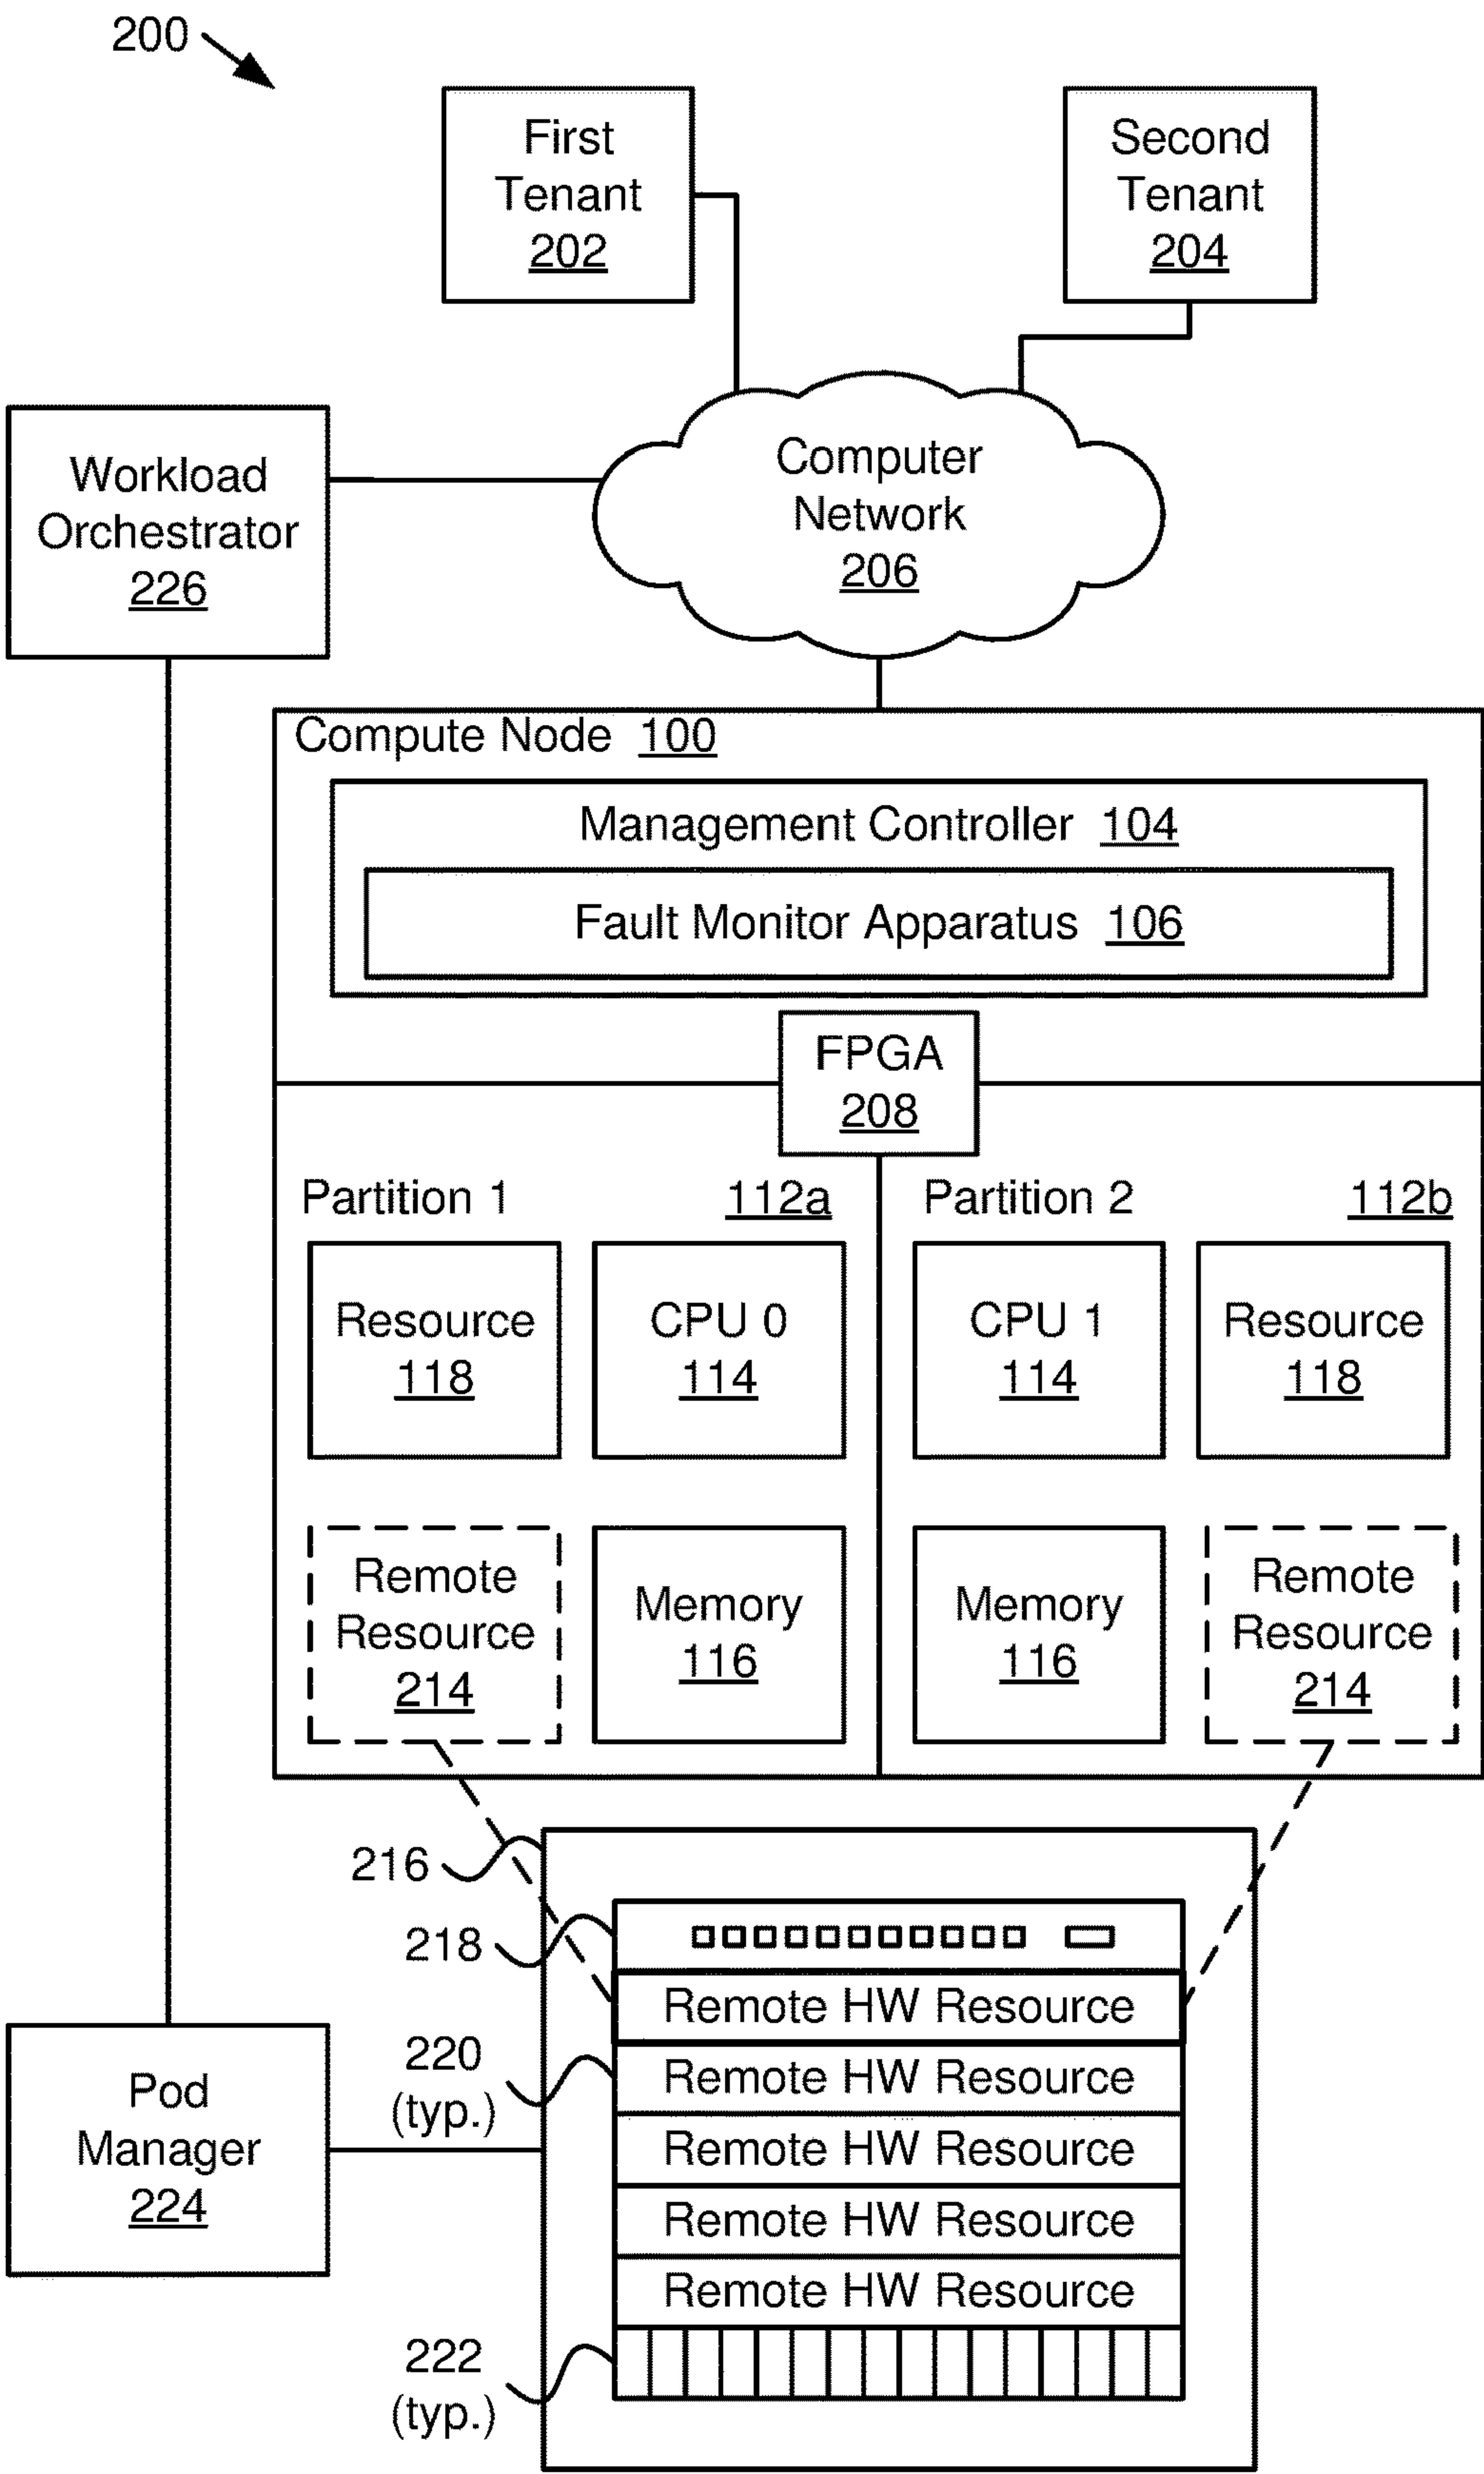 200
First
Tenant
202
Second
Tenant
204
Workload
Orchestrator
226
Computer
Network
206
Compute Node 100
Management Controller 104
Fault Monitor Apparatus 106
FPGA
208
Partition 1 112a
Partition 2 112b
Resource
118
CPU 0
114
CPU 1
114
Resource
118
Remote
Resource
214
Memory
116
Memory
116
Remote
Resource
214
216
218
Remote HW Resource
220
(typ.)
Remote HW Resource
Remote HW Resource
Remote HW Resource
Remote HW Resource
Pod
Manager
224
222
(typ.)